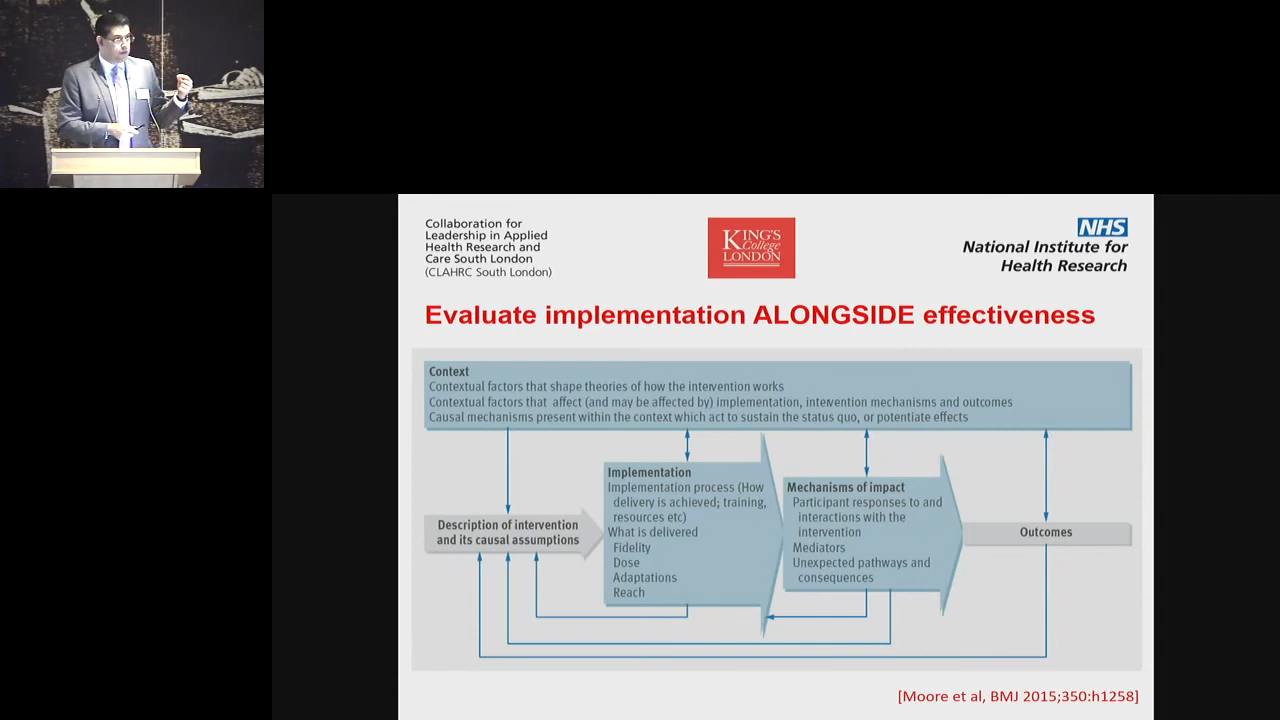 Collaboration for
Leadership in Applied
Health Research and
Care South London
(CLAHRC South London)
KING'S
College
LONDON
NHS
National Institute for
Health Research
Evaluate implementation ALONGSIDE effectiveness
Context
Contextual factors that shape theories of how the intervention works
Contextual factors that affect (and may be affected by) implementation, intervention mechanisms and outcomes
Causal mechanisms present within the context which act to sustain the status quo, or potentiate effects
Description of intervention
and its causal assumptions
Implementation
Implementation process (How
delivery is achieved; training,
resources etc)
What is delivered
Fidelity
Dose
Adaptations
Reach
Mechanisms of impact
Participant responses to and
interactions with the
intervention
Mediators
Unexpected pathways and
consequences
Outcomes
[Moore et al, BMJ 2015;350:h1258]